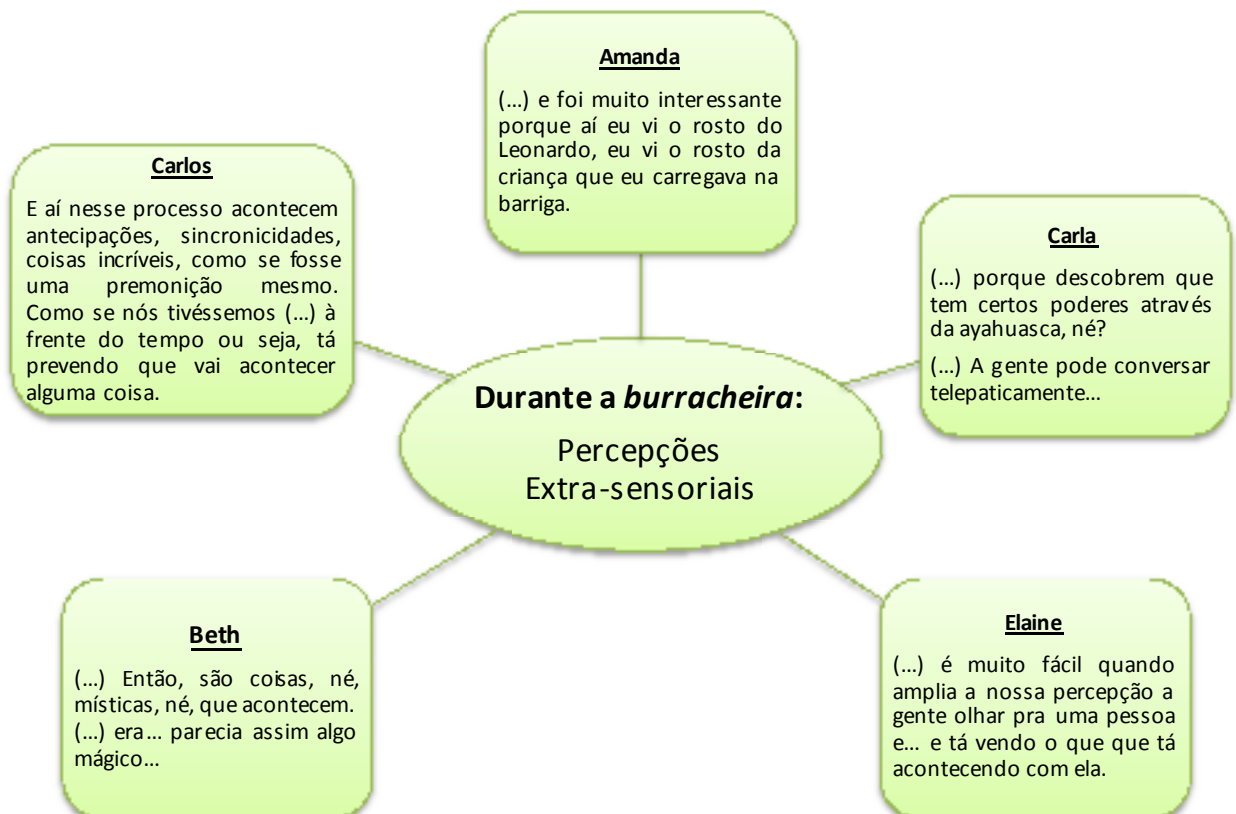 Amanda
(...) e foi muito interessante
porque aí eu vi o rosto do
Leonardo, eu vi o rosto da
criança que eu carregava na
barriga.
Carlos
E aí nesse processo acontecem
antecipações, sincronicidades,
coisas incríveis, como se fosse
uma premonição mesmo.
Como se nós tivéssemos (...) à
frente do tempo ou seja, tá
prevendo que vai acontecer
alguma coisa.
Carla
(...) porque descobrem que
tem certos poderes através
da ayahuasca, né?
(...) A gente pode conversar
telepaticamente...
Durante a burracheira:
Percepções
Extra-sensoriais
Beth
(...) Então, são coisas, né,
místicas, né, que acontecem.
(...) era... parecia assim algo
mágico...
Elaine
(...) é muito fácil quando
amplia a nossa percepção a
gente olhar pra uma pessoa
e... e tá vendo o que que tá
acontecendo com ela.